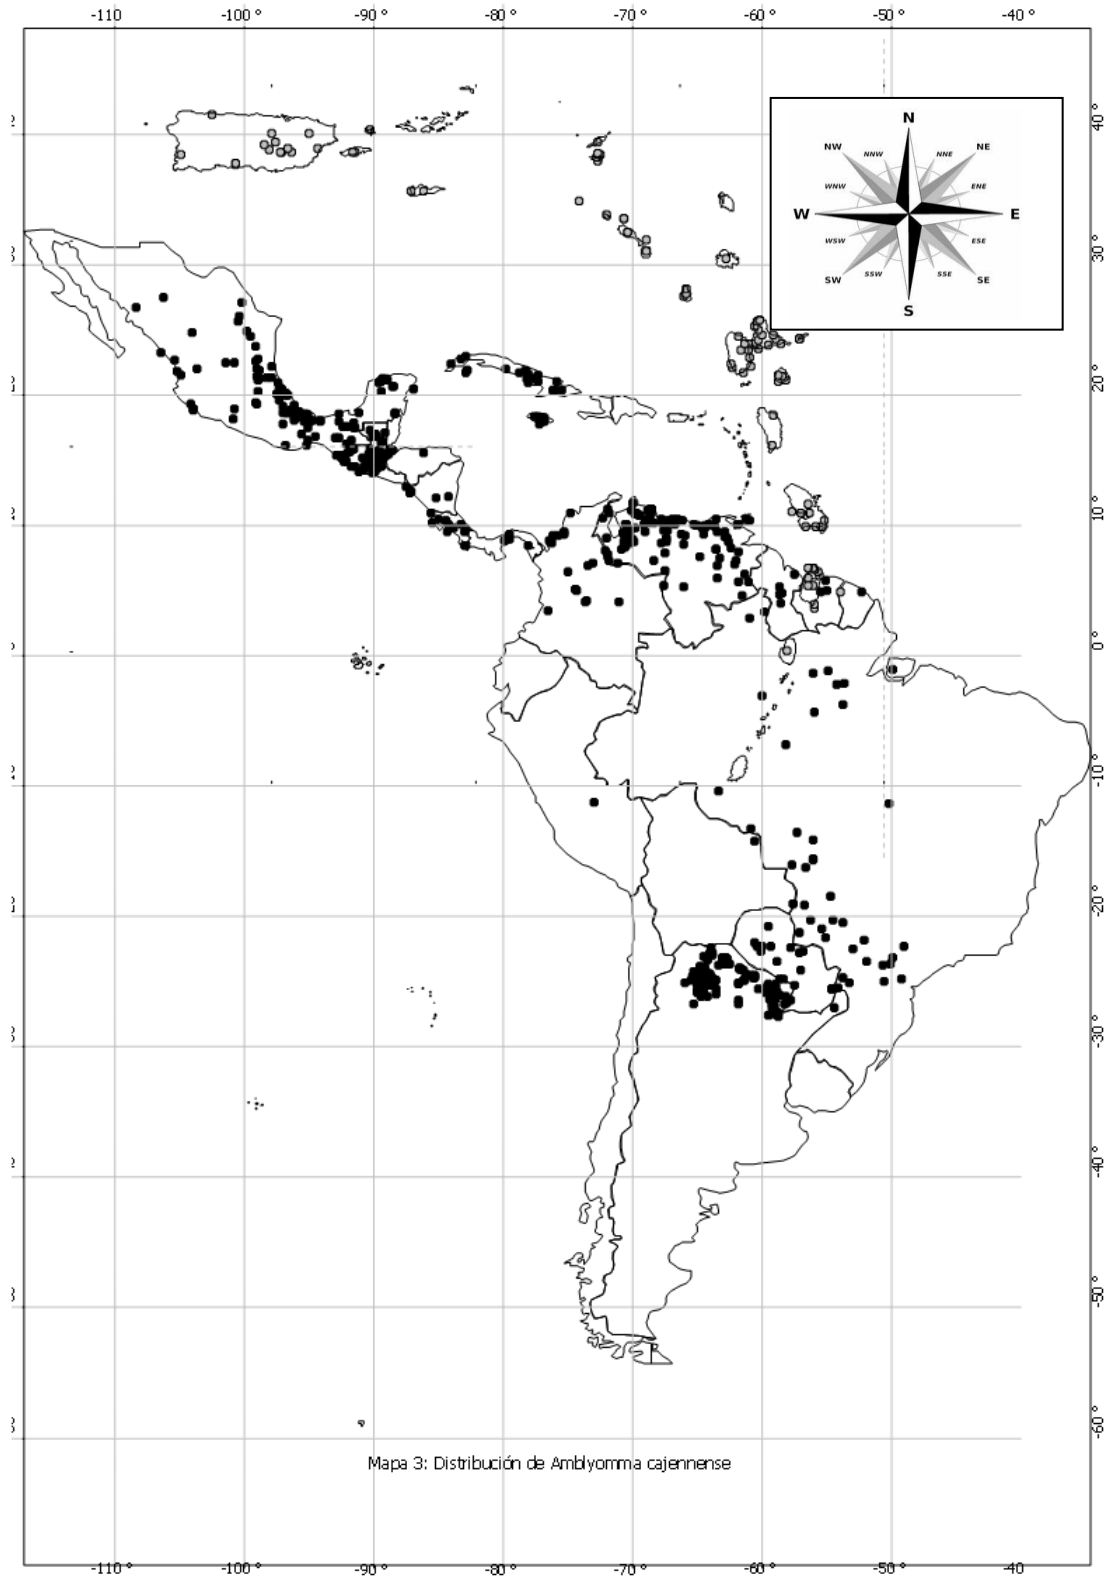 -110 -100 ° -90 ° -80 ° -70 ° -60 ° -50 ° -40 °
N
NW NNW NNE NE
WNW ENE
W E
WSW ESE
SW SSW SSE SE
S
40 °
30 °
20 °
10 °
0 °
-10 °
-20 °
-30 °
-40 °
-50 °
-60 °
Mapa 3: Distribución de Amblyomma cajennense
-110 ° -100 ° -90 ° -80 ° -70 ° -60 ° -50 ° -40